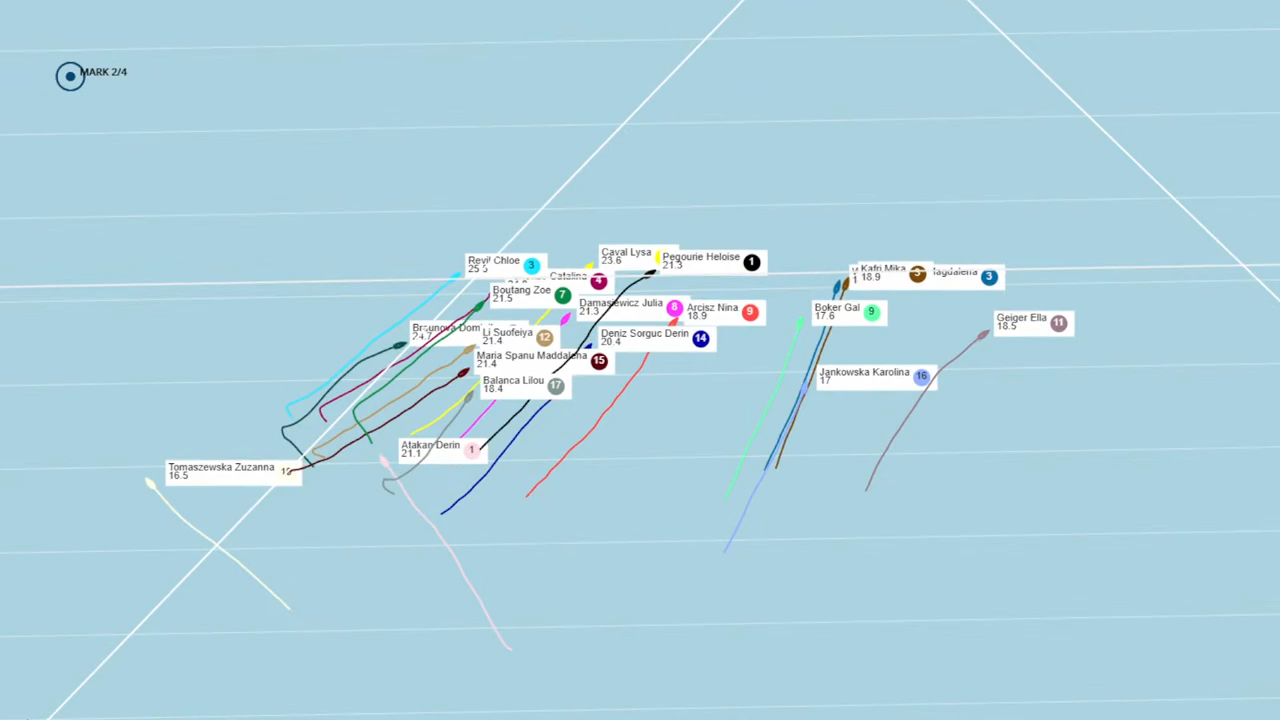 MARK 2/4
Caval Lysa
23.6
Pegourie Heloise 1
21.3
Revil Chloe 3
Catalina 4
Kafri Mika 5
18.9
3
Boutang Zoe 7
21.5
Damasiewicz Julia 8
21.3
Arcisz Nina 9
18.9
Boker Gal 9
17.6
Geiger Ella 11
18.5
Li Suofeiya 12
21.4
Deniz Sorguc Derin 14
20.4
Maria Spanu Maddalena 15
21.4
Jankowska Karolina 16
17
Balanca Lilou 17
18.4
Atakan Derin 1
21.1
Tomaszewska Zuzanna
16.5